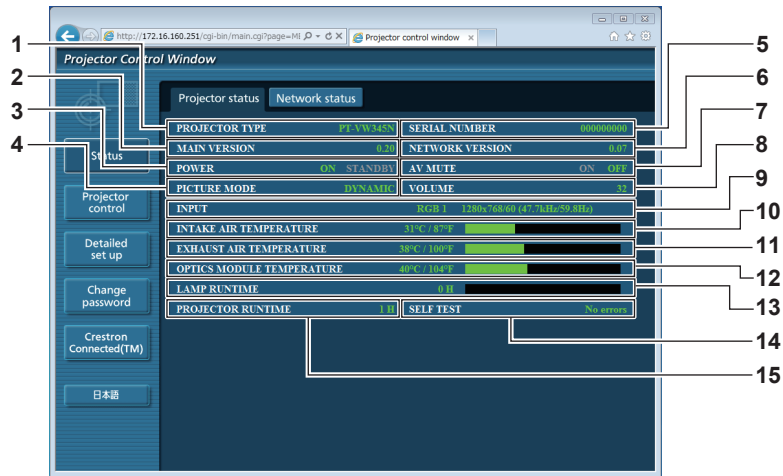 http://172.16.160.251/cgi-bin/main.cgi?page=MI
Projector control window
Projector Control Window
Projector status
Network status
PROJECTOR TYPE PT-VW345N
SERIAL NUMBER 000000000
MAIN VERSION 0.20
NETWORK VERSION 0.07
POWER ON STANDBY
AV MUTE ON OFF
PICTURE MODE DYNAMIC
VOLUME 32
INPUT RGB 1 1280x768/60 (47.7kHz/59.8Hz)
INTAKE AIR TEMPERATURE 31°C / 87°F
EXHAUST AIR TEMPERATURE 38°C / 100°F
OPTICS MODULE TEMPERATURE 40°C / 104°F
LAMP RUNTIME 0 H
PROJECTOR RUNTIME 1 H
SELF TEST No errors
Status
Projector
control
Detailed
set up
Change
password
Crestron
Connected(TM)
日本語
1
2
3
4
5
6
7
8
9
10
11
12
13
14
15